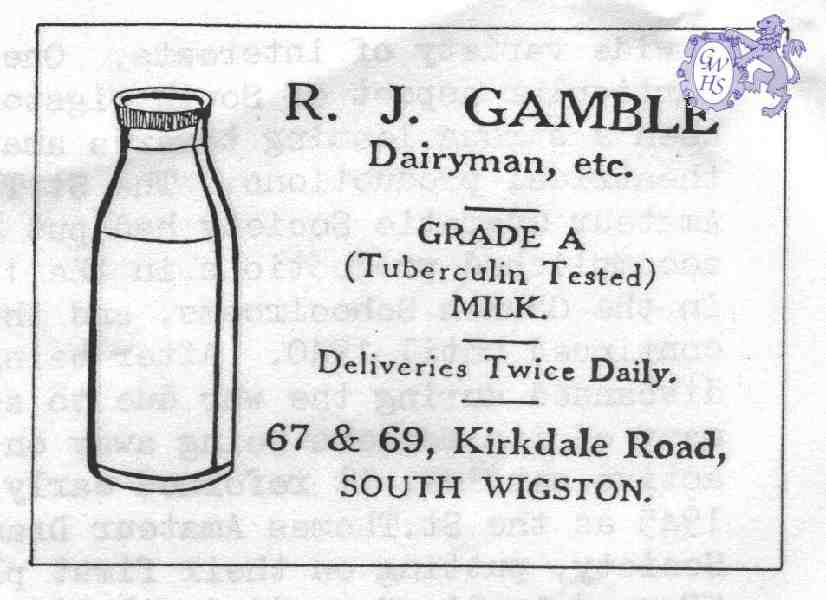 GWHS
R. J. GAMBLE
Dairyman, etc.
GRADE A
(Tuberculin Tested)
MILK.
Deliveries Twice Daily.
67 & 69, Kirkdale Road,
SOUTH WIGSTON.